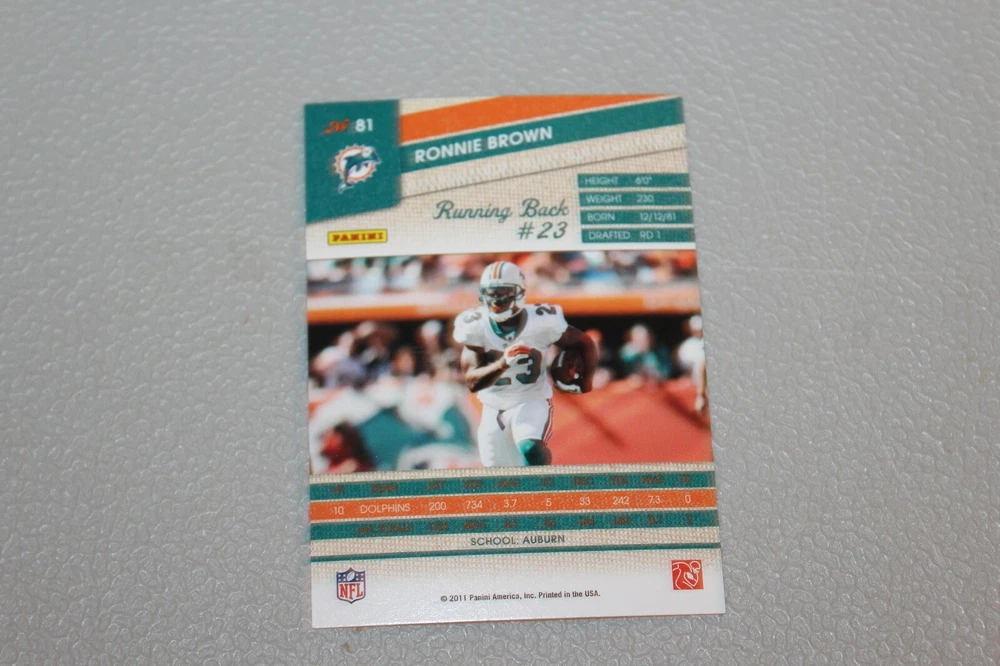 81
RONNIE BROWN
Running Back
#23
PANINI
HEIGHT 6'0"
WEIGHT 230
BORN 12/12/81
DRAFTED RD 1
23
23
10 DOLPHINS 200 734 3.7 5 33 242 7.3 0
SCHOOL: AUBURN
NFL
© 2011 Panini America, Inc. Printed in the USA.